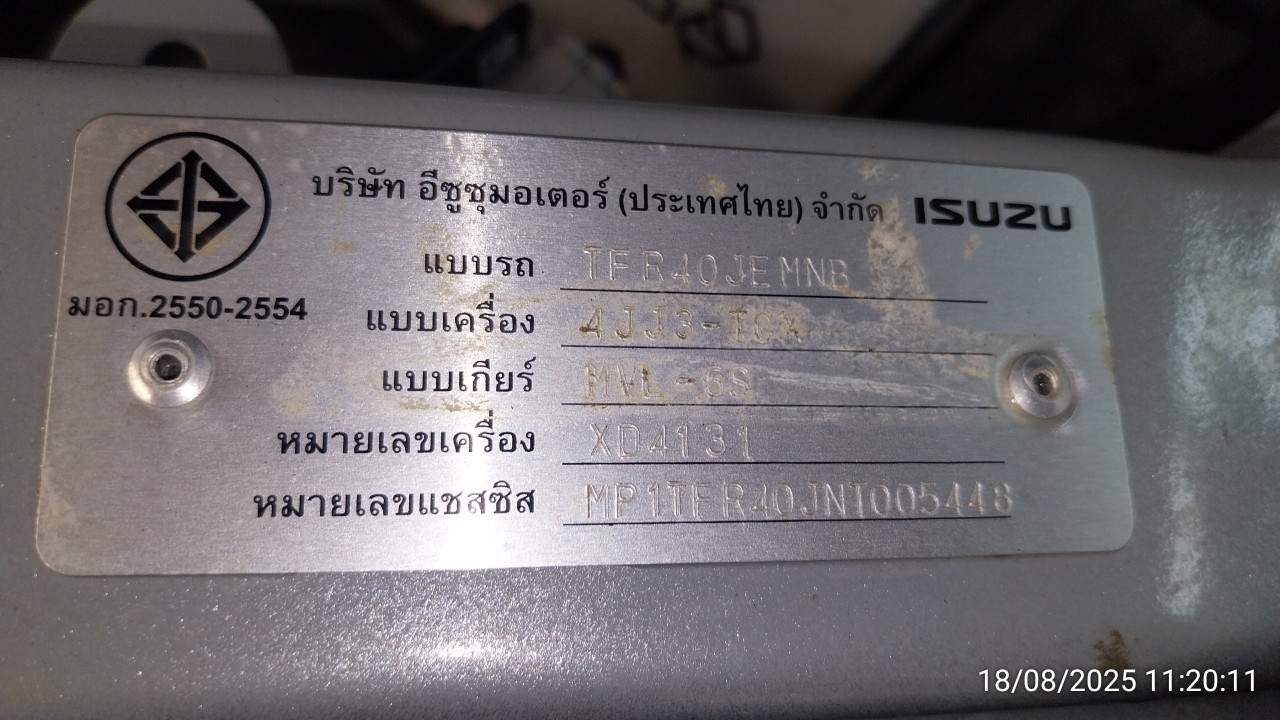 บริษัท อีซูซุมอเตอร์ (ประเทศไทย) จำกัด ISUZU
มอก.2550-2554
แบบรถ TFR40JEMNB
แบบเครื่อง 4JJ3-TCX
แบบเกียร์ MVL-6S
หมายเลขเครื่อง XD4131
หมายเลขแชสซิส MP1TFR40JNT005448
18/08/2025 11:20:11